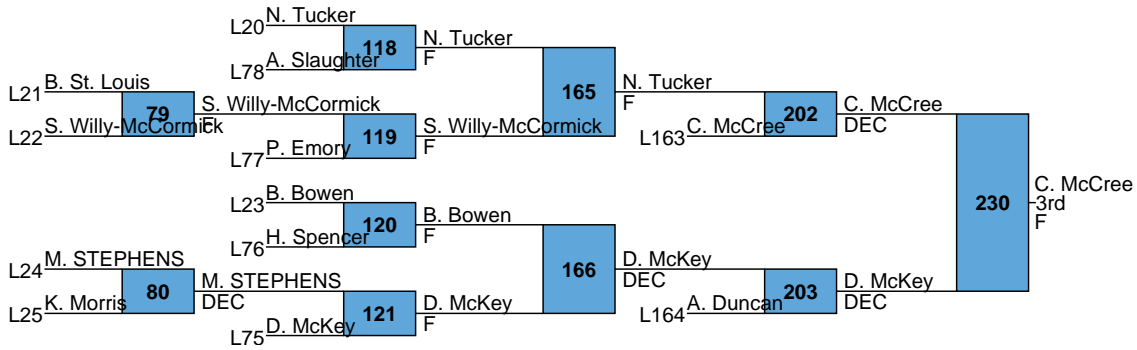 L20 N. Tucker
118
N. Tucker
F
L78 A. Slaughter
165
N. Tucker
F
L21 B. St. Louis
79
S. Willy-McCormick
F
L22 S. Willy-McCormick
119
S. Willy-McCormick
F
L77 P. Emory
202
C. McCree
DEC
L163 C. McCree
230
C. McCree
3rd
F
L23 B. Bowen
120
B. Bowen
F
L76 H. Spencer
166
D. McKey
DEC
L24 M. STEPHENS
80
M. STEPHENS
DEC
L25 K. Morris
121
D. McKey
F
L75 D. McKey
203
D. McKey
DEC
L164 A. Duncan